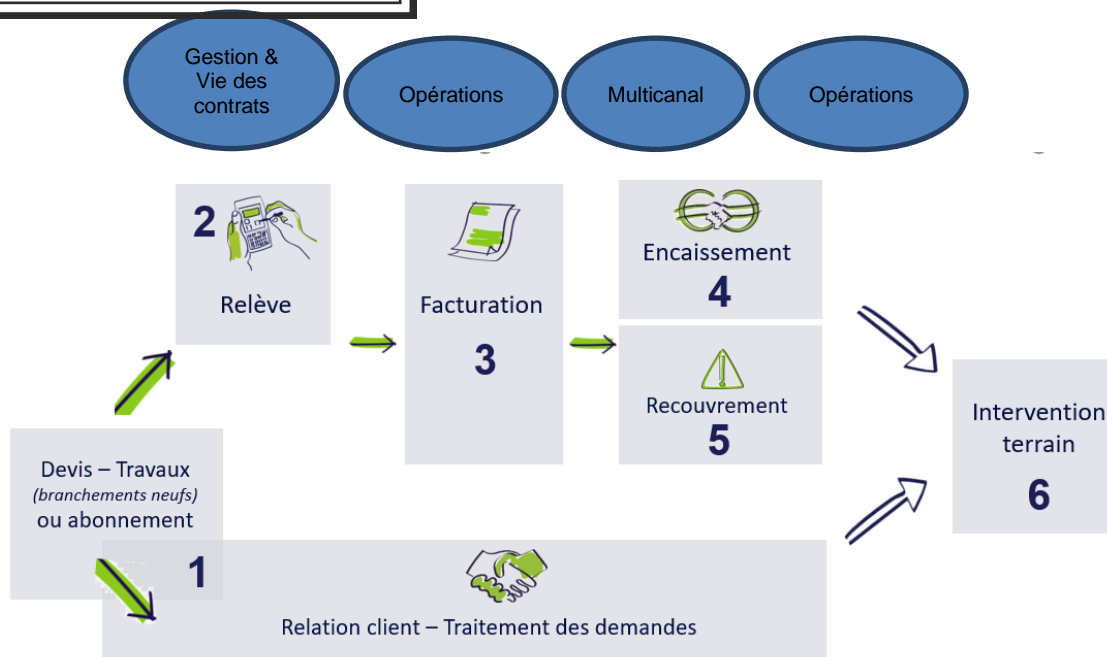 Gestion &
Vie des
contrats
Opérations
Multicanal
Opérations
2
Relève
Facturation
3
Encaissement
4
Recouvrement
5
Intervention
terrain
6
Devis – Travaux
(branchements neufs)
ou abonnement
1
Relation client – Traitement des demandes